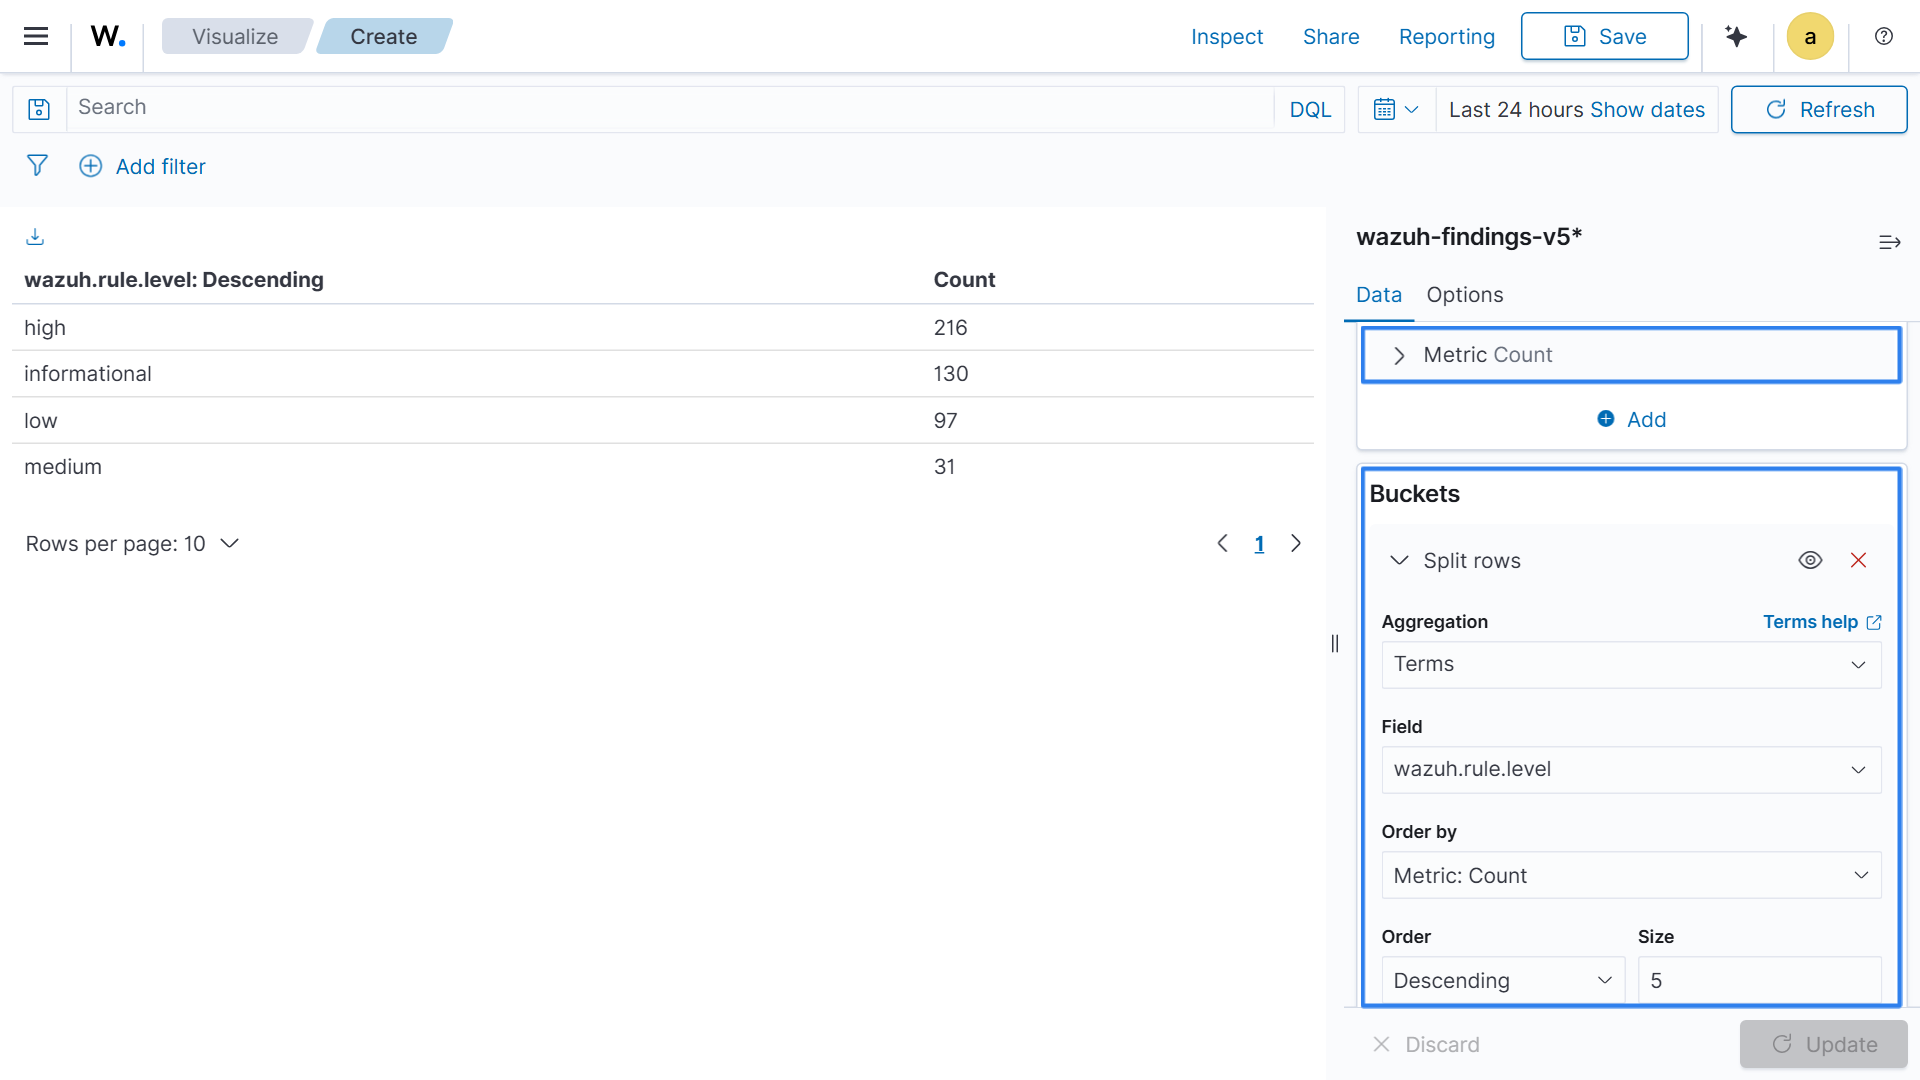 W. Visualize Create Inspect Share Reporting Save a
Search DQL Last 24 hours Show dates Refresh
Add filter
wazuh.rule.level: Descending Count
high 216
informational 130
low 97
medium 31
Rows per page: 10 1
wazuh-findings-v5*
Data Options
Metric Count
Add
Buckets
Split rows
Aggregation Terms help
Terms
Field
wazuh.rule.level
Order by
Metric: Count
Order Size
Descending 5
Discard Update